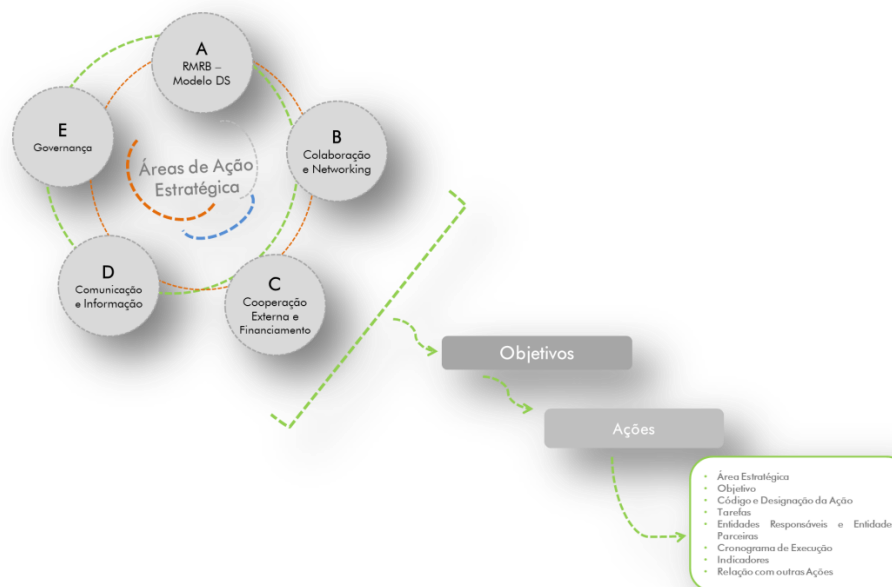 A
RMRB –
Modelo DS
B
Colaboração
e Networking
C
Cooperação
Externa e
Financiamento
D
Comunicação
e Informação
E
Governança
Áreas de Ação
Estratégica
Objetivos
Ações
• Área Estratégica
• Objetivo
• Código e Designação da Ação
• Tarefas
• Entidades Responsáveis e Entidade
Parceiras
• Cronograma de Execução
• Indicadores
• Relação com outras Ações